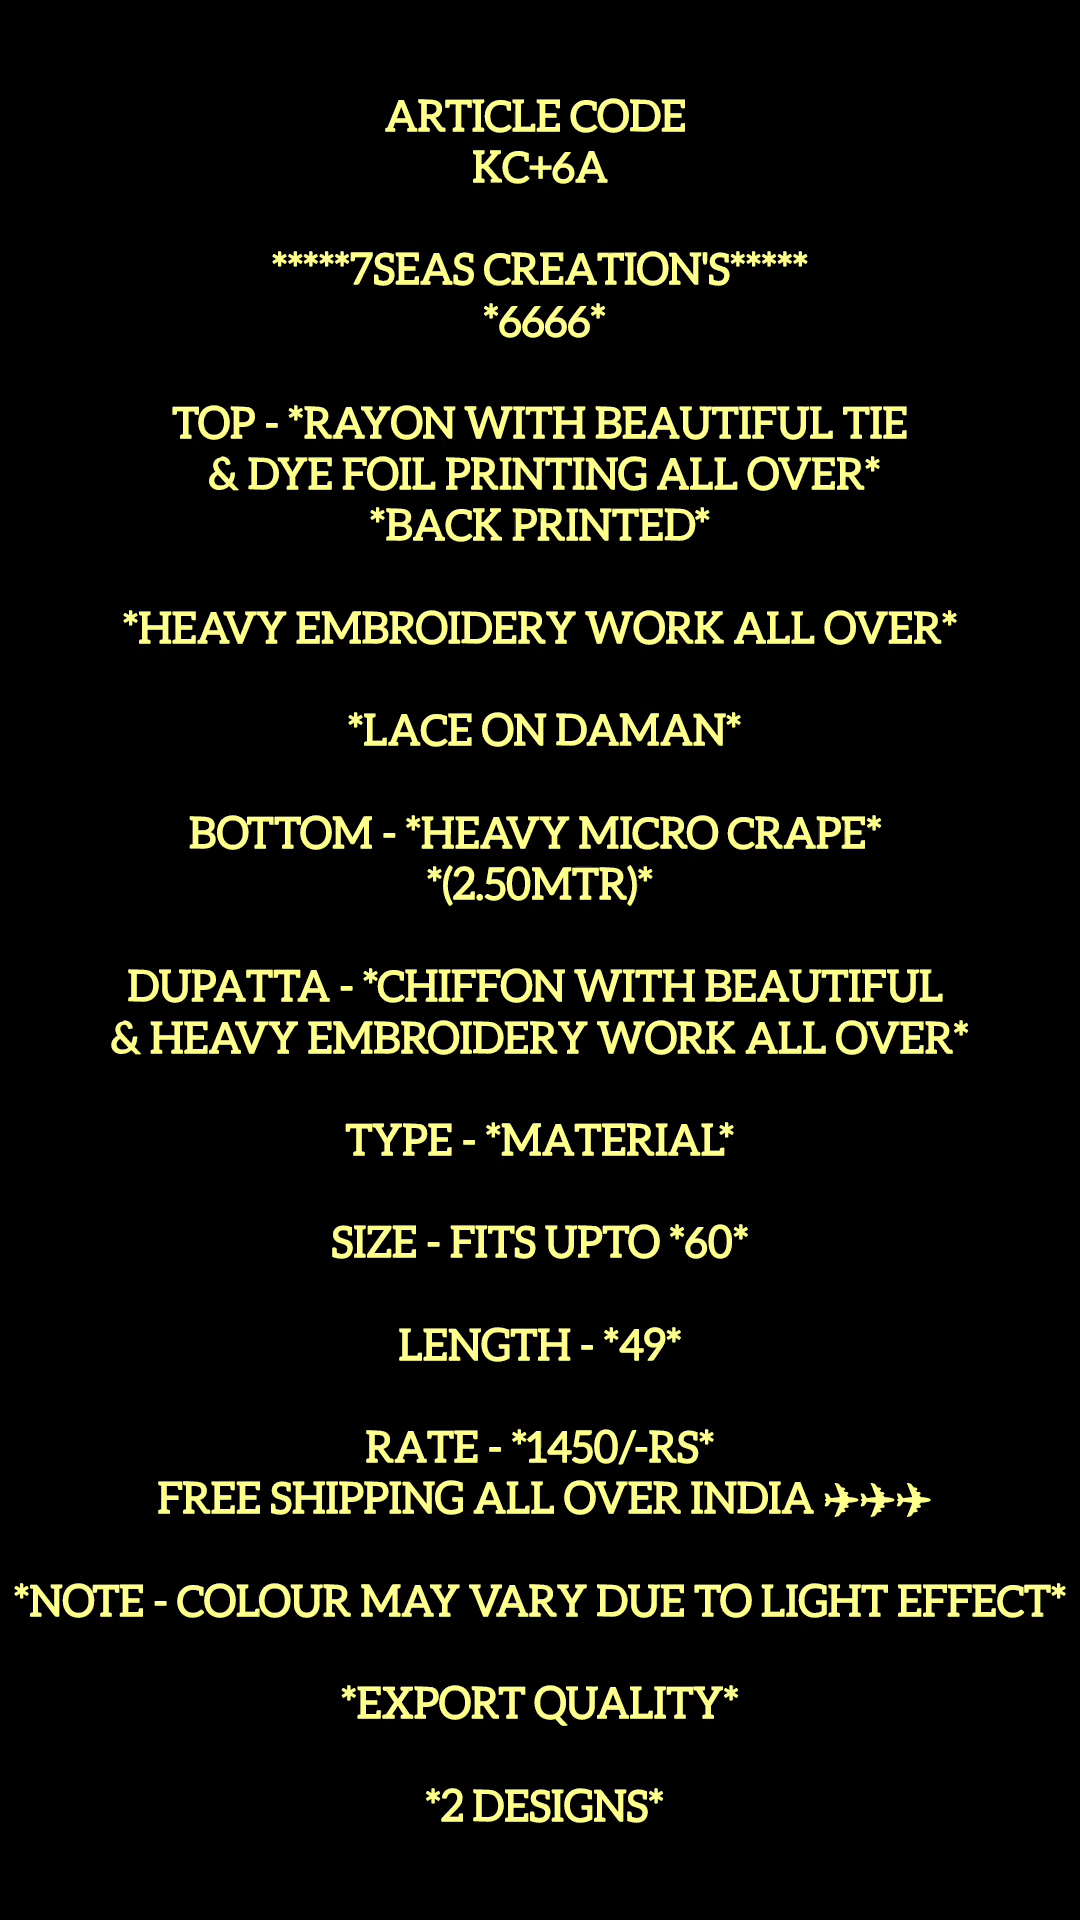 ARTICLE CODE
KC+6A
*****7SEAS CREATION'S*****
*6666*
TOP - *RAYON WITH BEAUTIFUL TIE
& DYE FOIL PRINTING ALL OVER*
*BACK PRINTED*
*HEAVY EMBROIDERY WORK ALL OVER*
*LACE ON DAMAN*
BOTTOM - *HEAVY MICRO CRAPE*
*(2.50MTR)*
DUPATTA - *CHIFFON WITH BEAUTIFUL
& HEAVY EMBROIDERY WORK ALL OVER*
TYPE - *MATERIAL*
SIZE - FITS UPTO *60*
LENGTH - *49*
RATE - *1450/-RS*
FREE SHIPPING ALL OVER INDIA ✈✈✈
*NOTE - COLOUR MAY VARY DUE TO LIGHT EFFECT*
*EXPORT QUALITY*
*2 DESIGNS*